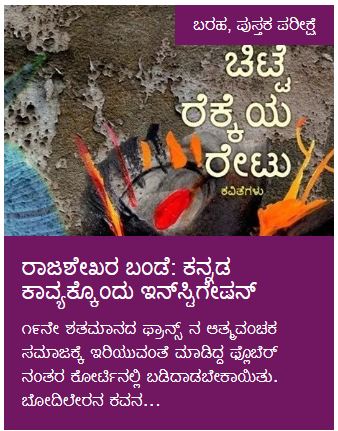 ಬರಹ, ಪುಸ್ತಕ ಪರೀಕ್ಷೆ
ಚಿಟ್ಟೆ
ರೆಕ್ಕೆಯ
ರೇಟು
ಕವಿತೆಗಳು
ರಾಜಶೇಖರ ಬಂಡೆ: ಕನ್ನಡ
ಕಾವ್ಯಕ್ಕೊಂದು ಇನ್‌ಸ್ಟಿಗೇಷನ್
೧೯ನೇ ಶತಮಾನದ ಫ್ರಾನ್ಸ್ ನ ಆತ್ಮವಂಚಕ
ಸಮಾಜಕ್ಕೆ ಇರಿಯುವಂತೆ ಮಾಡಿದ್ದ ಫ್ಲೊಬೆರ್
ನಂತರ ಕೋರ್ಟಿನಲ್ಲಿ ಬಡಿದಾಡಬೇಕಾಯಿತು.
ಬೋದಿಲೇರನ ಕವನ...